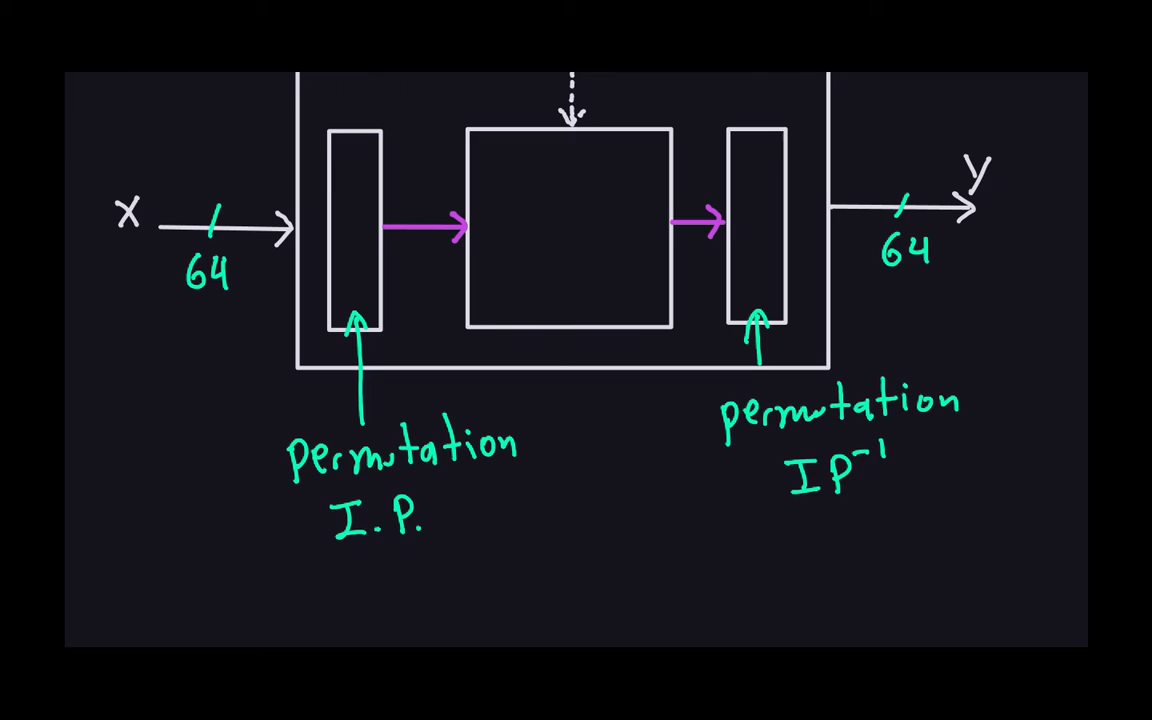 x
64
y
64
permutation
I.P.
permutation
IP⁻¹